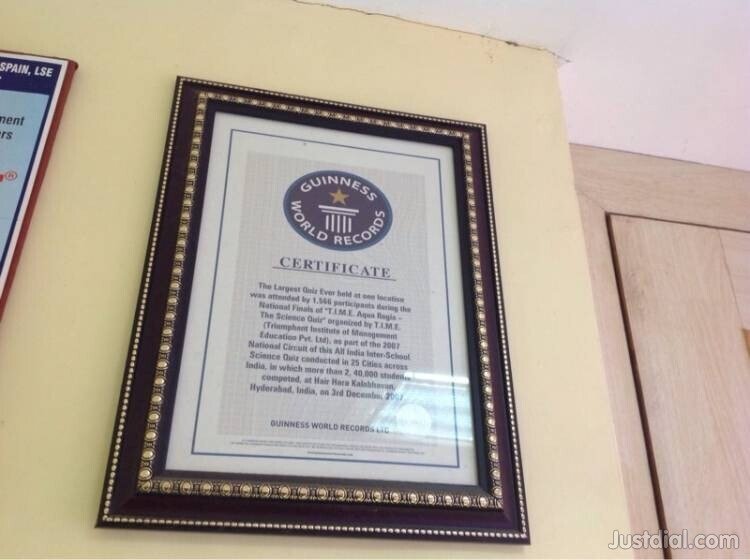 SPAIN, LSE
ment
rs
®
GUINNESS
WORLD RECORDS
CERTIFICATE
The Largest Quiz Ever held at one location
was attended by 1,566 participants during the
National Finals of "T.I.M.E. Aqua Regia –
The Science Quiz" organized by T.I.M.E.
(Triumphant Institute of Management
Education Pvt. Ltd), as part of the 2007
National Circuit of this All India Inter-School
Science Quiz conducted in 25 Cities across
India, in which more than 2, 40,000 students
competed, at Hair Hara Kalabhavan,
Hyderabad, India, on 3rd December, 2007
GUINNESS WORLD RECORDS LTD
Justdial.com